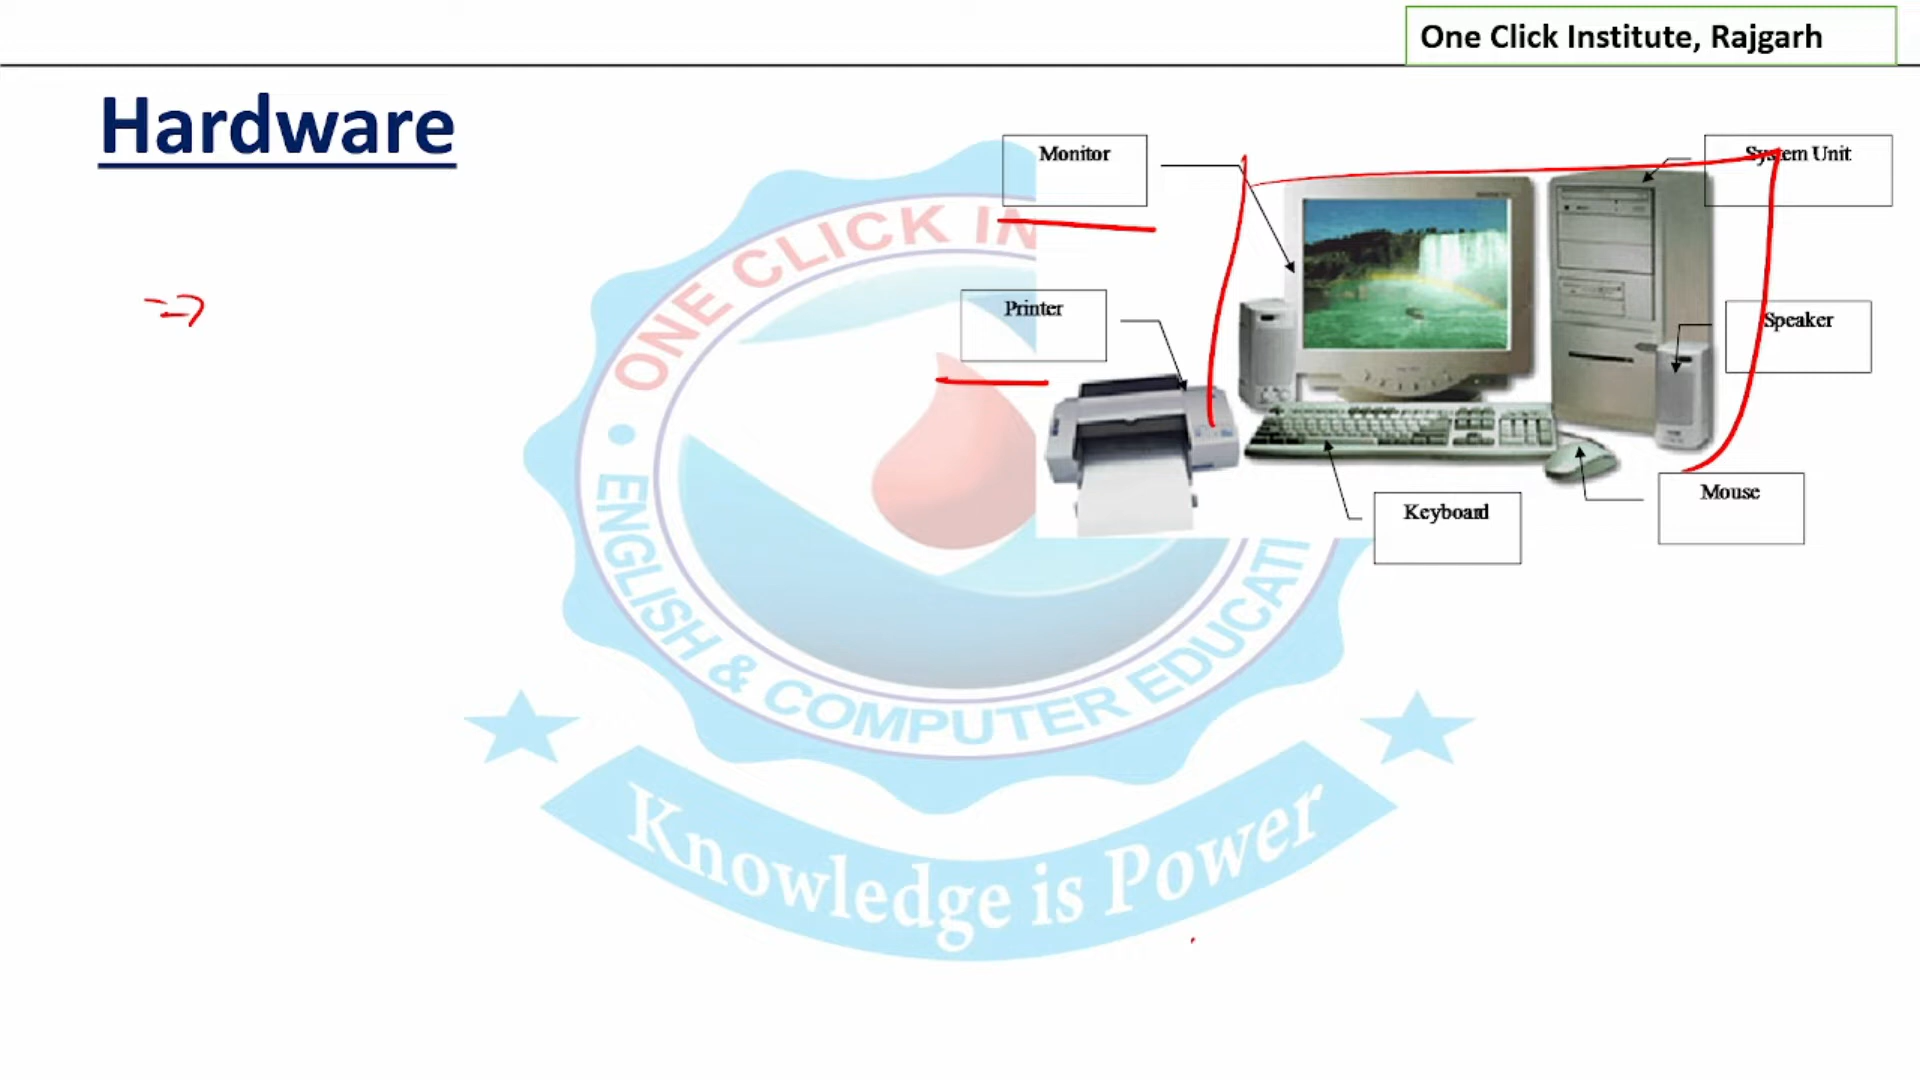 One Click Institute, Rajgarh
Hardware
Monitor
System Unit
Printer
Speaker
Mouse
Keyboard
ONE CLICK IN
ENGLISH & COMPUTER EDUCATI
Knowledge is Power